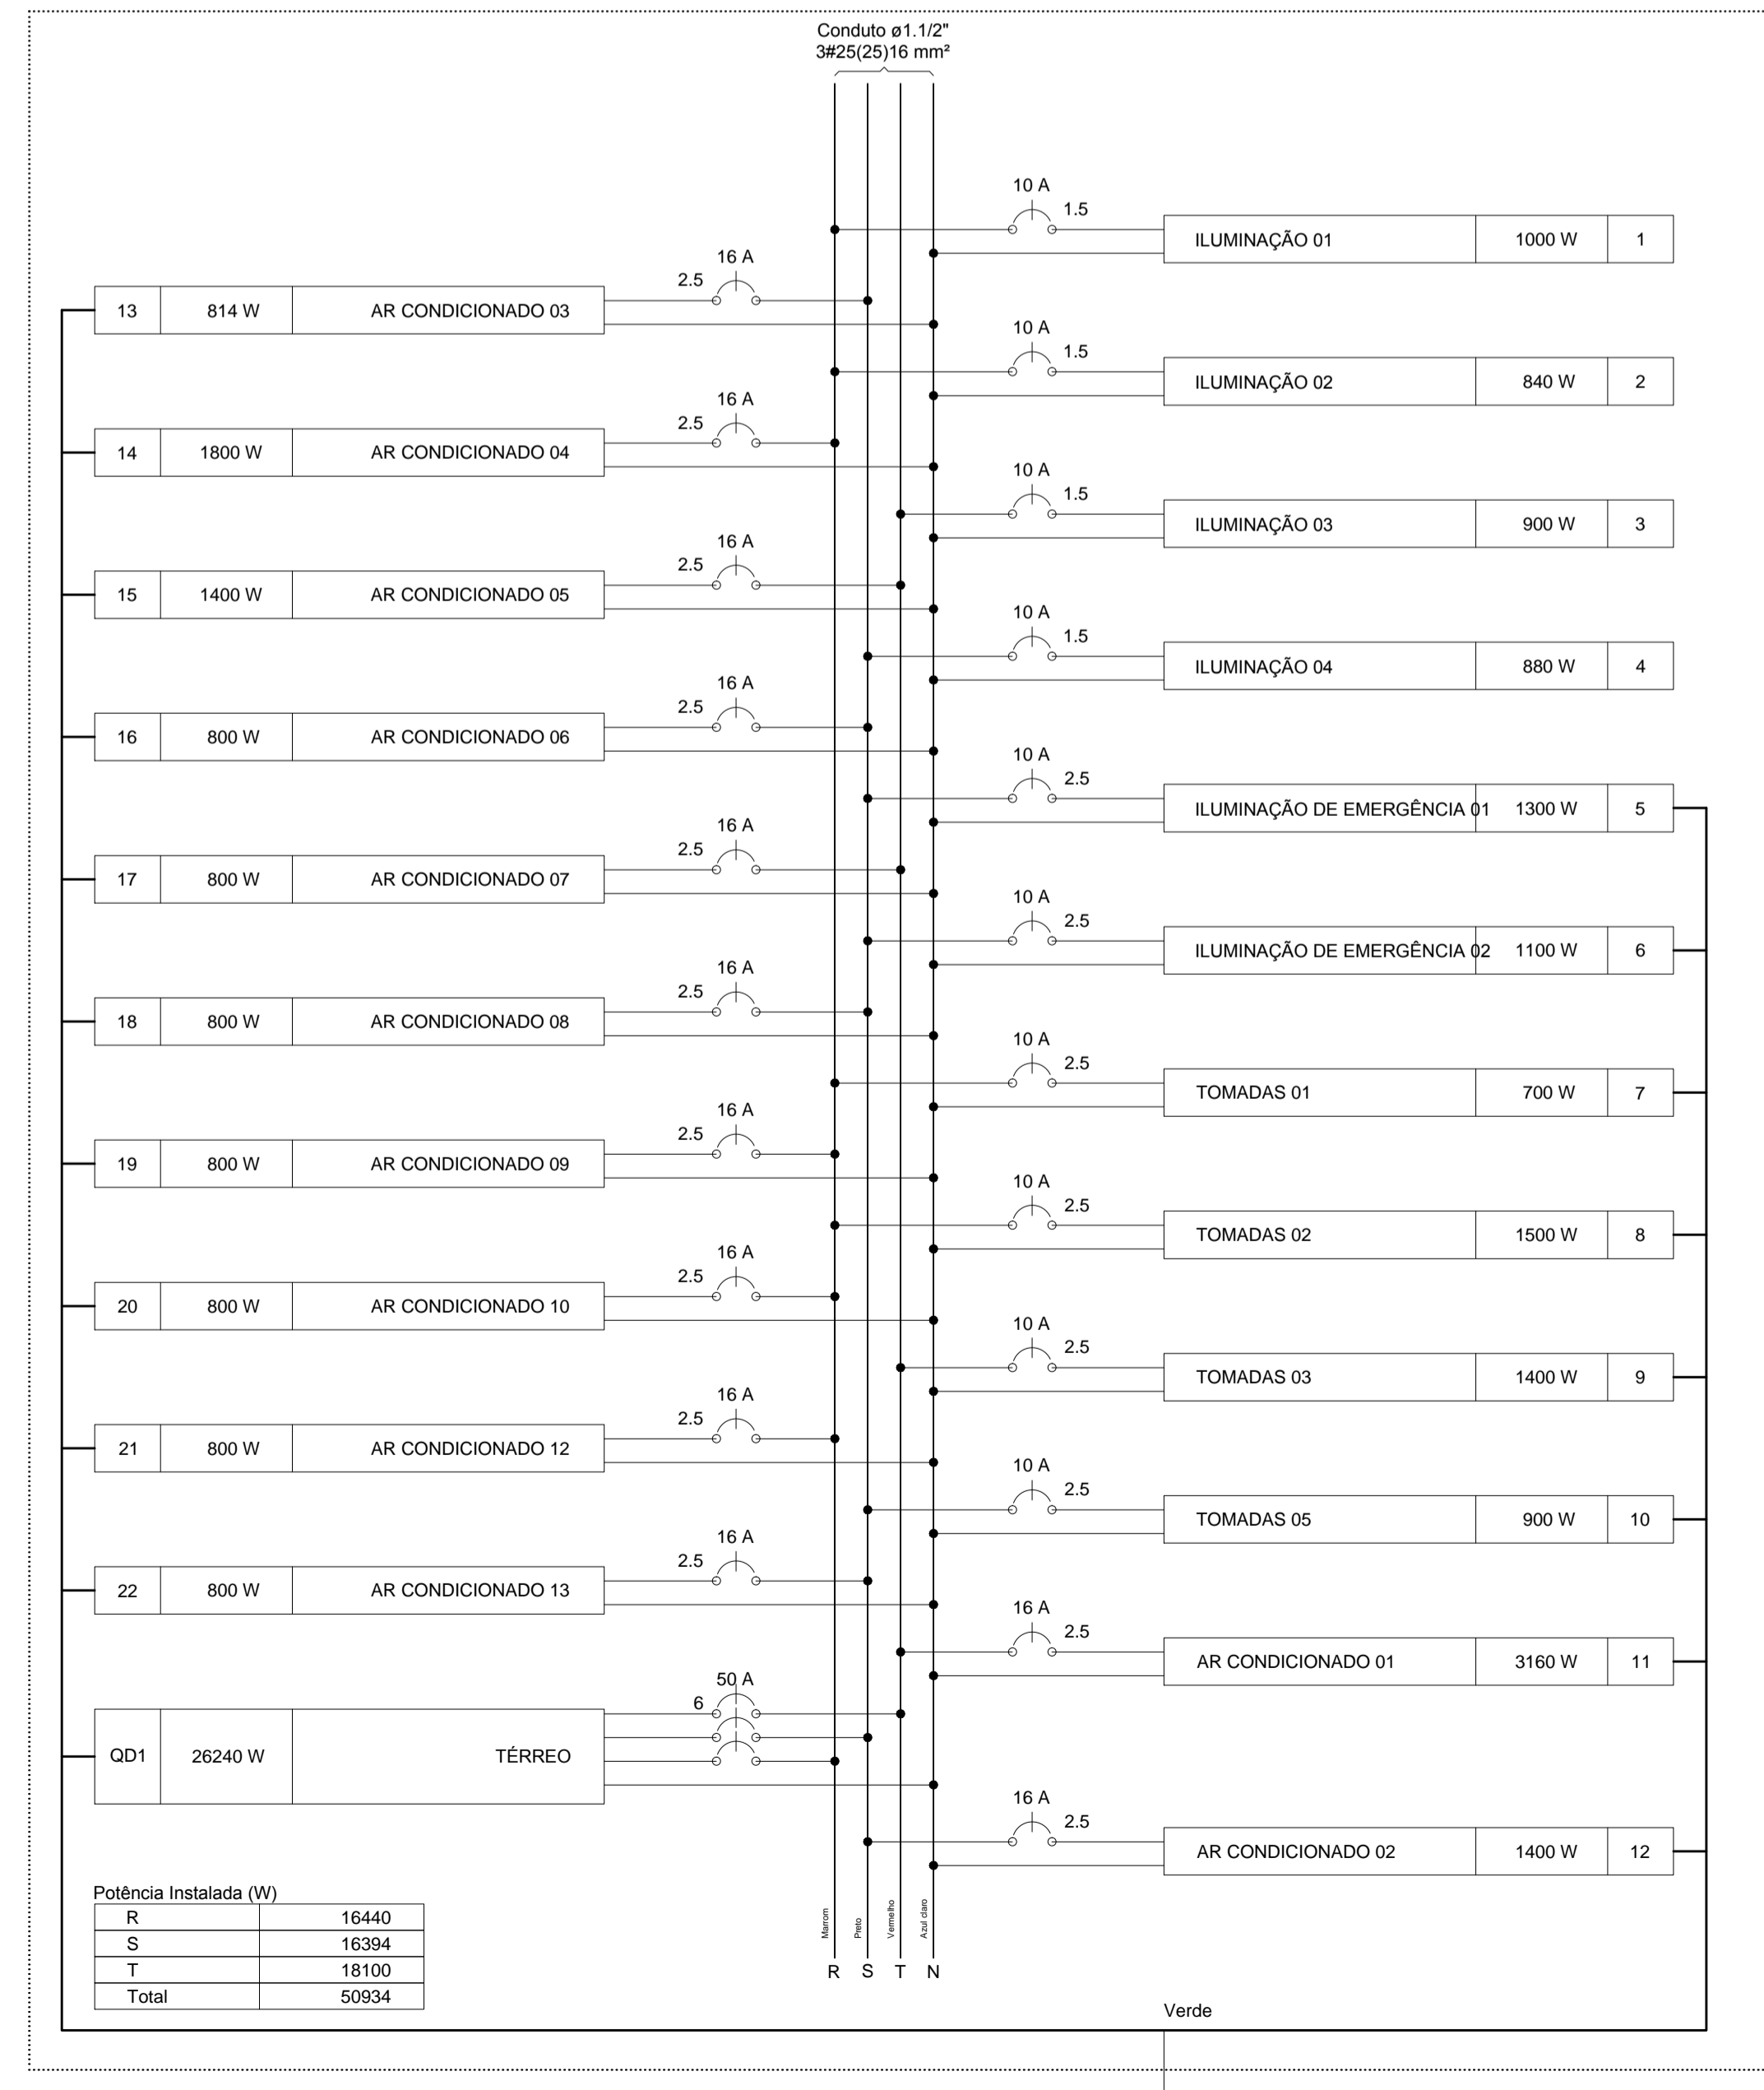 Conduto ø1.1/2"
3#25(25)16 mm²
10 A
1.5
ILUMINAÇÃO 01 1000 W 1
16 A
2.5
13 814 W AR CONDICIONADO 03
10 A
1.5
ILUMINAÇÃO 02 840 W 2
16 A
2.5
14 1800 W AR CONDICIONADO 04
10 A
1.5
ILUMINAÇÃO 03 900 W 3
16 A
2.5
15 1400 W AR CONDICIONADO 05
10 A
1.5
ILUMINAÇÃO 04 880 W 4
16 A
2.5
16 800 W AR CONDICIONADO 06
10 A
2.5
ILUMINAÇÃO DE EMERGÊNCIA 01 1300 W 5
16 A
2.5
17 800 W AR CONDICIONADO 07
10 A
2.5
ILUMINAÇÃO DE EMERGÊNCIA 02 1100 W 6
16 A
2.5
18 800 W AR CONDICIONADO 08
10 A
2.5
TOMADAS 01 700 W 7
16 A
2.5
19 800 W AR CONDICIONADO 09
10 A
2.5
TOMADAS 02 1500 W 8
16 A
2.5
20 800 W AR CONDICIONADO 10
10 A
2.5
TOMADAS 03 1400 W 9
16 A
2.5
21 800 W AR CONDICIONADO 12
10 A
2.5
TOMADAS 05 900 W 10
16 A
2.5
22 800 W AR CONDICIONADO 13
16 A
2.5
AR CONDICIONADO 01 3160 W 11
50 A
6
QD1 26240 W TÉRREO
16 A
2.5
AR CONDICIONADO 02 1400 W 12
Potência Instalada (W)
R 16440
S 16394
T 18100
Total 50934
Marrom
Preto
Vermelho
Azul claro
R S T N
Verde